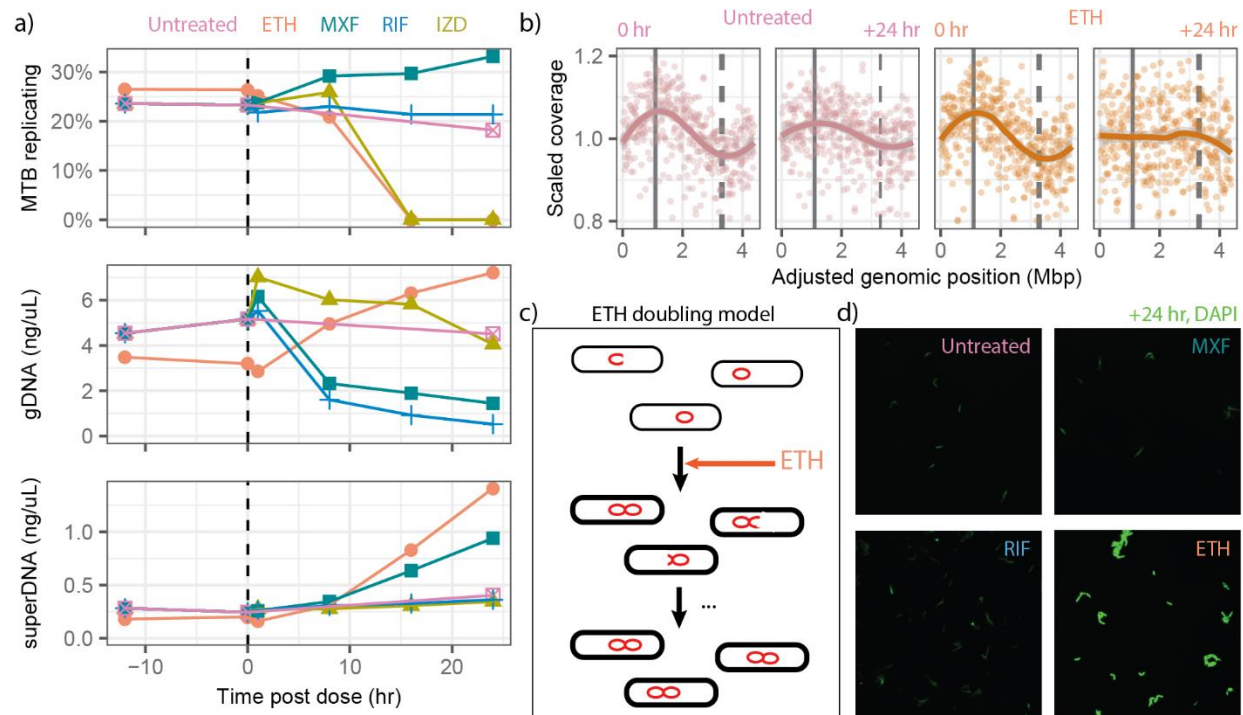 a)
Untreated ETH MXF RIF IZD
MTB replicating
30%
20%
10%
0%
gDNA (ng/uL)
6
4
2
0
superDNA (ng/uL)
1.0
0.5
0.0
−10 0 10 20
Time post dose (hr)
b)
Untreated
0 hr +24 hr
ETH
0 hr +24 hr
Scaled coverage
1.2
1.0
0.8
0 2 4 0 2 4 0 2 4 0 2 4
Adjusted genomic position (Mbp)
c) ETH doubling model
ETH
...
d) +24 hr, DAPI
Untreated
MXF
RIF
ETH